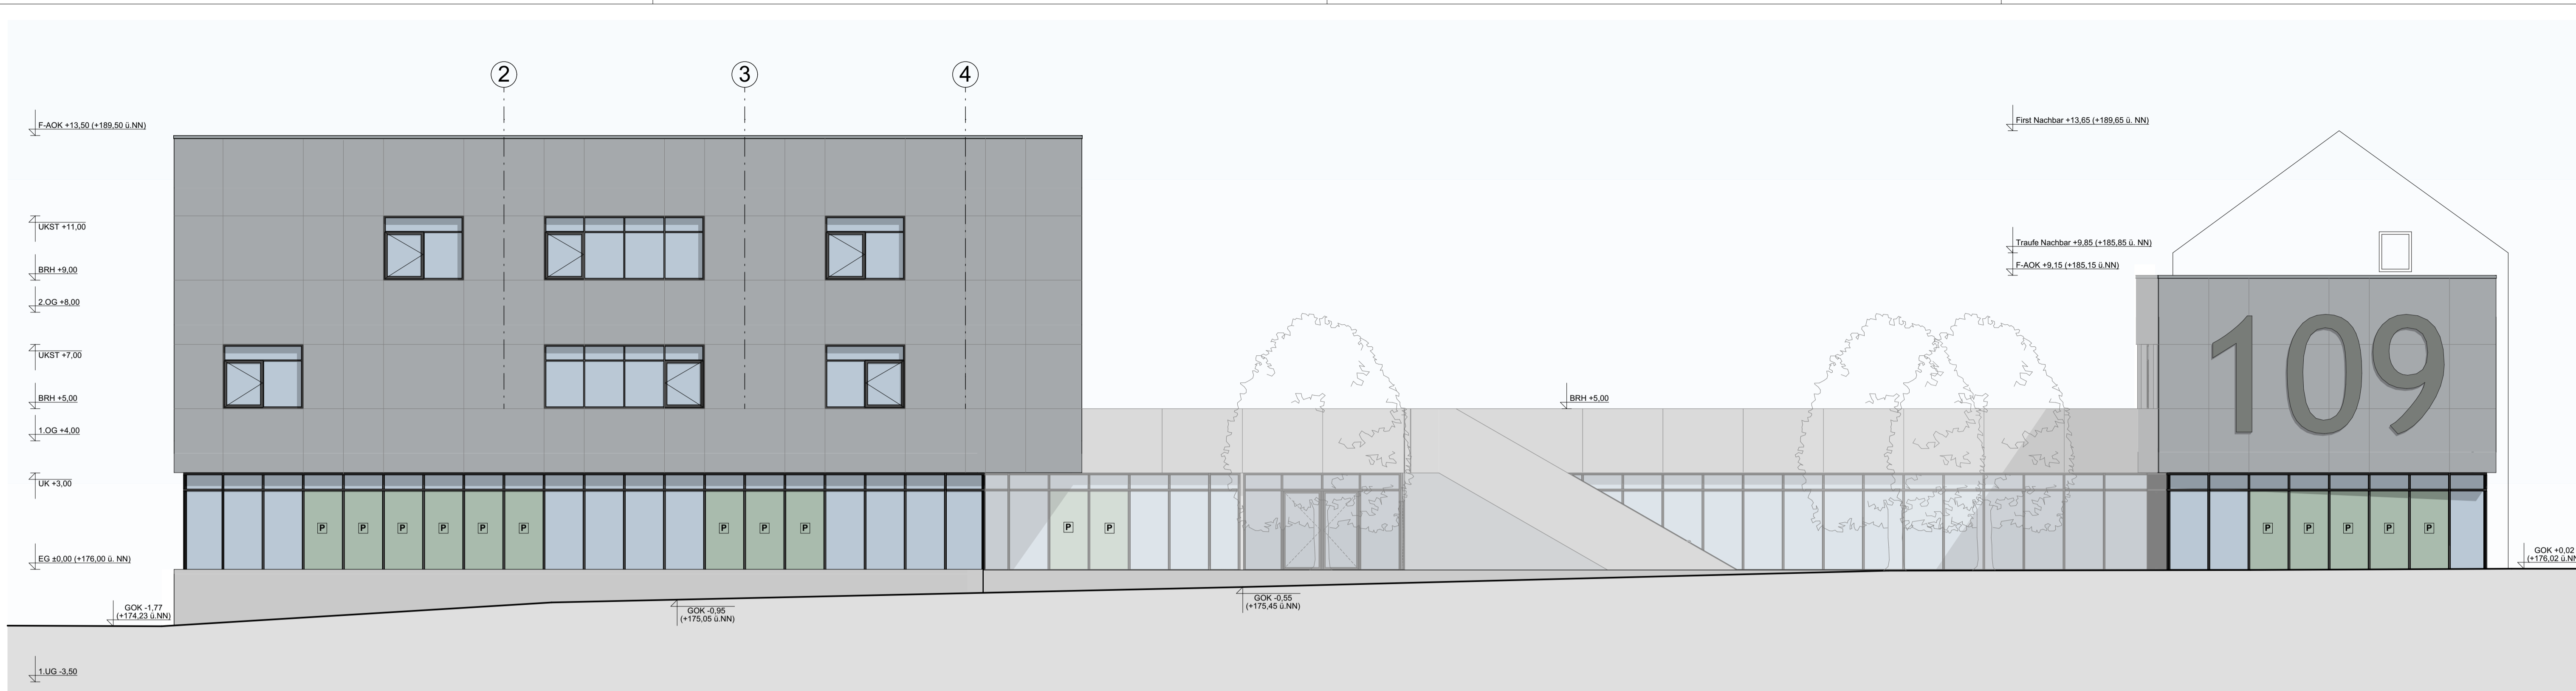 2
3
4
F-AOK +13,50 (+189,50 ü.NN)
First Nachbar +13,65 (+189,65 ü. NN)
UKST +11,00
Traufe Nachbar +9,85 (+185,85 ü. NN)
BRH +9,00
F-AOK +9,15 (+185,15 ü.NN)
2.OG +8,00
109
UKST +7,00
BRH +5,00
BRH +5,00
1.OG +4,00
UK +3,00
P P P P P P P P P P P P P P P P
EG ±0,00 (+176,00 ü. NN)
GOK +0,02
(+176,02 ü.NN
GOK -1,77
(+174,23 ü.NN)
GOK -0,95
(+175,05 ü.NN)
GOK -0,55
(+175,45 ü.NN)
1.UG -3,50